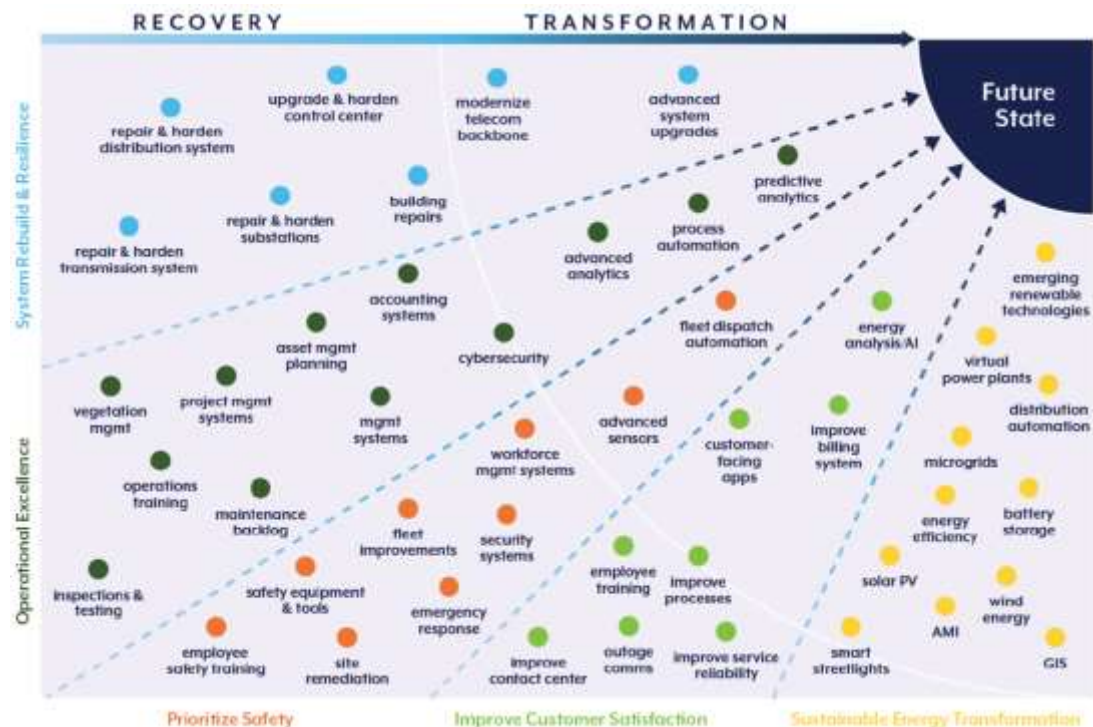 RECOVERY
TRANSFORMATION
Future
State
System Rebuild & Resilience
Operational Excellence
upgrade & harden
control center
modernize
telecom
backbone
advanced
system
upgrades
repair & harden
distribution system
predictive
analytics
building
repairs
repair & harden
substations
process
automation
repair & harden
transmission system
advanced
analytics
emerging
renewable
technologies
accounting
systems
fleet dispatch
automation
energy
analysis/AI
asset mgmt
planning
cybersecurity
virtual
power plants
vegetation
mgmt
project mgmt
systems
mgmt
systems
advanced
sensors
customer-
facing
apps
improve
billing
system
distribution
automation
workforce
mgmt systems
microgrids
operations
training
maintenance
backlog
fleet
improvements
security
systems
energy
efficiency
battery
storage
employee
training
improve
processes
solar PV
inspections &
testing
safety equipment
& tools
emergency
response
wind
energy
AMI
employee
safety training
site
remediation
improve
contact center
outage
comms
improve service
reliability
smart
streetlights
GIS
Prioritize Safety
Improve Customer Satisfaction
Sustainable Energy Transformation